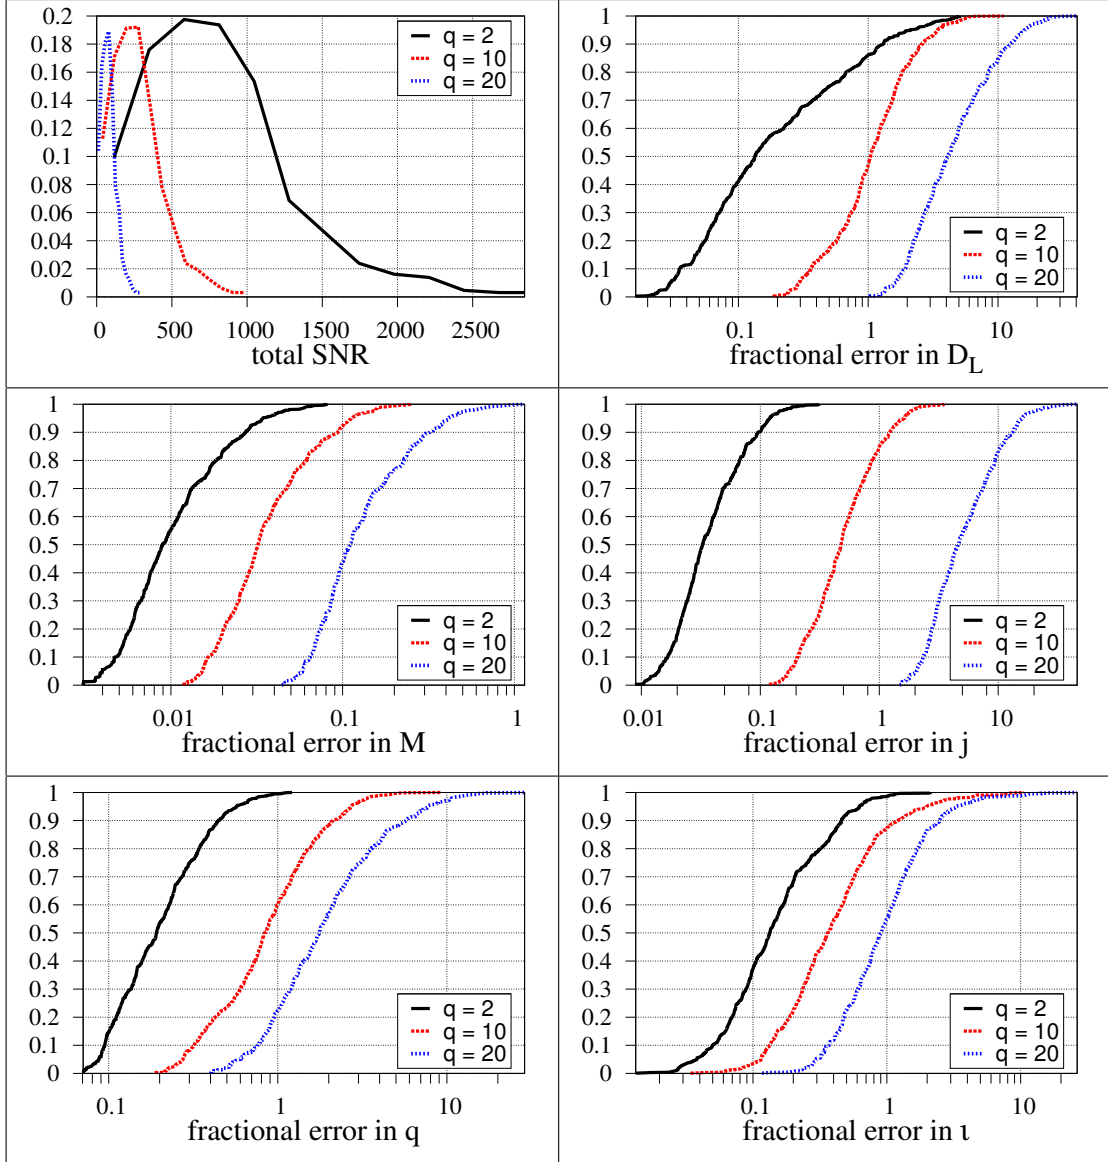 0.2
0.18
0.16
0.14
0.12
0.1
0.08
0.06
0.04
0.02
0
0 500 1000 1500 2000 2500
total SNR
q = 2
q = 10
q = 20
1
0.9
0.8
0.7
0.6
0.5
0.4
0.3
0.2
0.1
0
0.1 1 10
fractional error in D_L
q = 2
q = 10
q = 20
1
0.9
0.8
0.7
0.6
0.5
0.4
0.3
0.2
0.1
0
0.01 0.1 1
fractional error in M
q = 2
q = 10
q = 20
1
0.9
0.8
0.7
0.6
0.5
0.4
0.3
0.2
0.1
0
0.01 0.1 1 10
fractional error in j
q = 2
q = 10
q = 20
1
0.9
0.8
0.7
0.6
0.5
0.4
0.3
0.2
0.1
0
0.1 1 10
fractional error in q
q = 2
q = 10
q = 20
1
0.9
0.8
0.7
0.6
0.5
0.4
0.3
0.2
0.1
0
0.1 1 10
fractional error in ι
q = 2
q = 10
q = 20